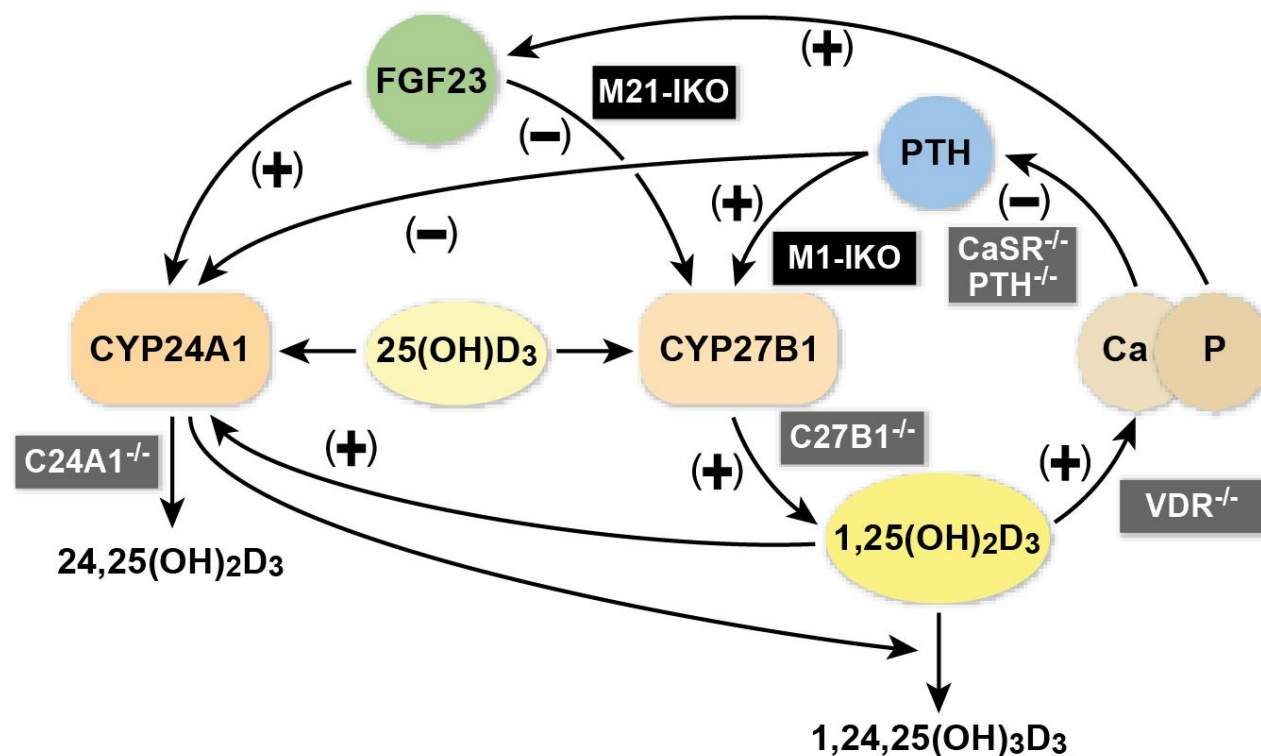 (+)
FGF23
M21-IKO
(−)
PTH
(+)
(+)
(−)
(−)
M1-IKO
CaSR⁻/⁻
PTH⁻/⁻
CYP24A1
25(OH)D₃
CYP27B1
Ca
P
C24A1⁻/⁻
(+)
(+)
C27B1⁻/⁻
(+)
VDR⁻/⁻
1,25(OH)₂D₃
24,25(OH)₂D₃
1,24,25(OH)₃D₃